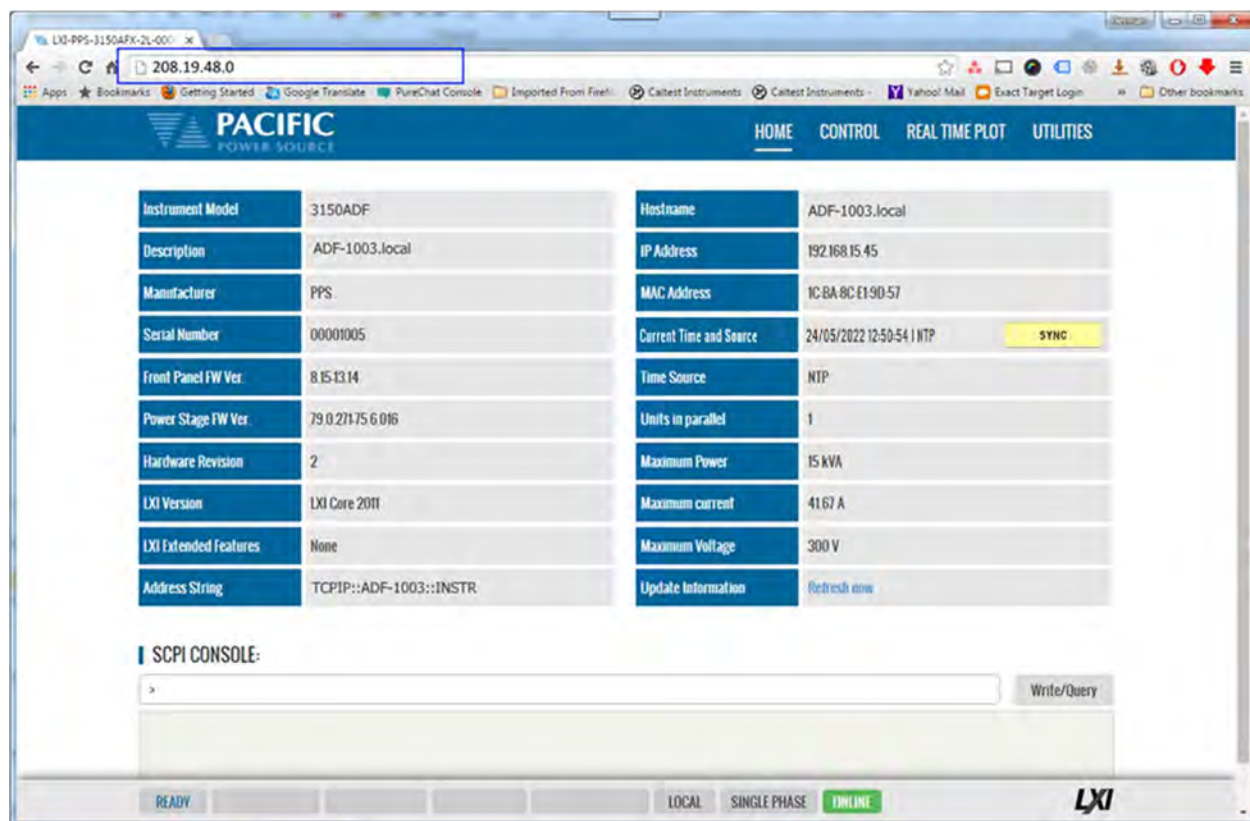 LXI-PPS-3150AFX-2L-000
208.19.48.0
Apps Bookmarks Getting Started Google Translate PureChat Console Imported From Firef Caltest Instruments Caltest Instruments - Yahoo! Mail Exact Target Login » Other bookmarks
PACIFIC
POWER SOURCE
HOME CONTROL REAL TIME PLOT UTILITIES
Instrument Model 3150ADF Hostname ADF-1003.local
Description ADF-1003.local IP Address 192.168.15.45
Manufacturer PPS MAC Address 1C-BA-8C-E1-9D-57
Serial Number 00001005 Current Time and Source 24/05/2022 12:50:54 | NTP SYNC
Front Panel FW Ver. 8.15-13.14 Time Source NTP
Power Stage FW Ver. 79.0.271-75.6.016 Units in parallel 1
Hardware Revision 2 Maximum Power 15 kVA
LXI Version LXI Core 2011 Maximum current 41.67 A
LXI Extended Features None Maximum Voltage 300 V
Address String TCPIP::ADF-1003::INSTR Update Information Refresh now
SCPI CONSOLE:
> Write/Query
READY LOCAL SINGLE PHASE ONLINE LXI